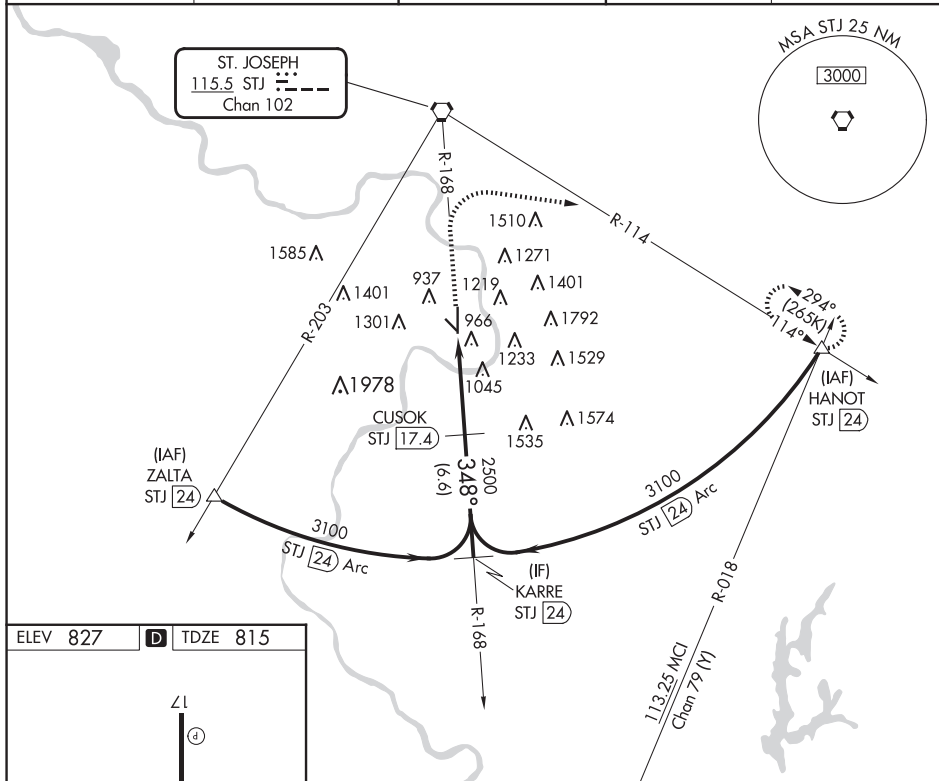 ST. JOSEPH
115.5 STJ
Chan 102
MSA STJ 25 NM
3000
R-168
R-114
R-203
1510
1585
1271
937
1219
1401
1401
1301
966
1792
1233
1529
1978
1045
1535
1574
294°
(265K)
114°
(IAF)
HANOT
STJ 24
CUSOK
STJ 17.4
(IAF)
ZALTA
STJ 24
2500
348°
(6.6)
3100
STJ 24 Arc
3100
STJ 24 Arc
(IF)
KARRE
STJ 24
R-168
R-018
113.25 MCI
Chan 79 (Y)
ELEV 827 D TDZE 815
17
P